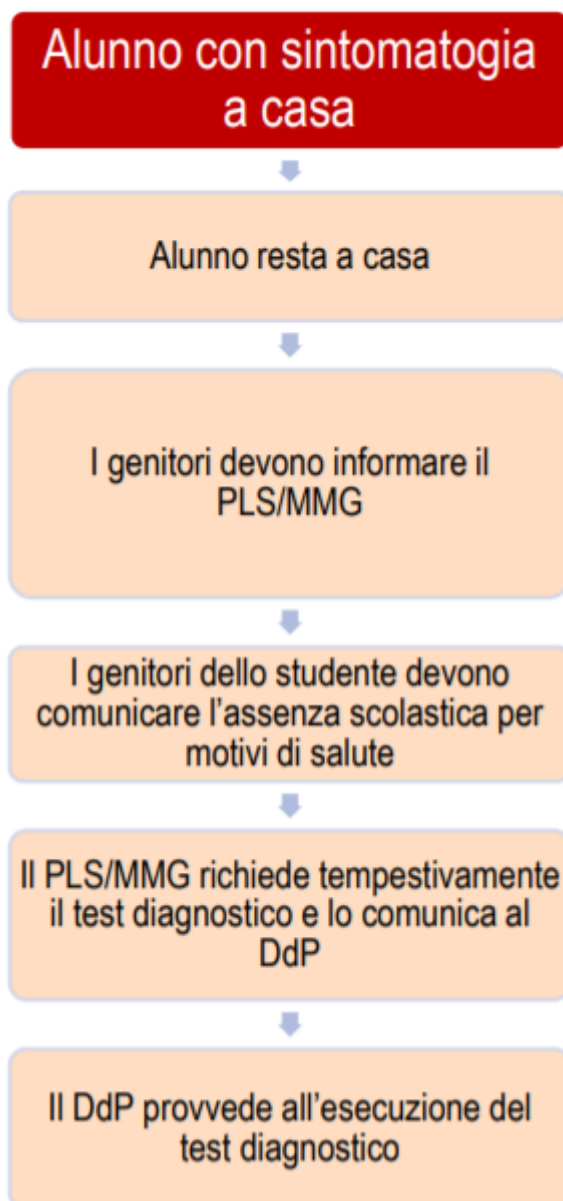 Alunno con sintomatogia
a casa
Alunno resta a casa
I genitori devono informare il
PLS/MMG
I genitori dello studente devono
comunicare l'assenza scolastica per
motivi di salute
Il PLS/MMG richiede tempestivamente
il test diagnostico e lo comunica al
DdP
Il DdP provvede all'esecuzione del
test diagnostico